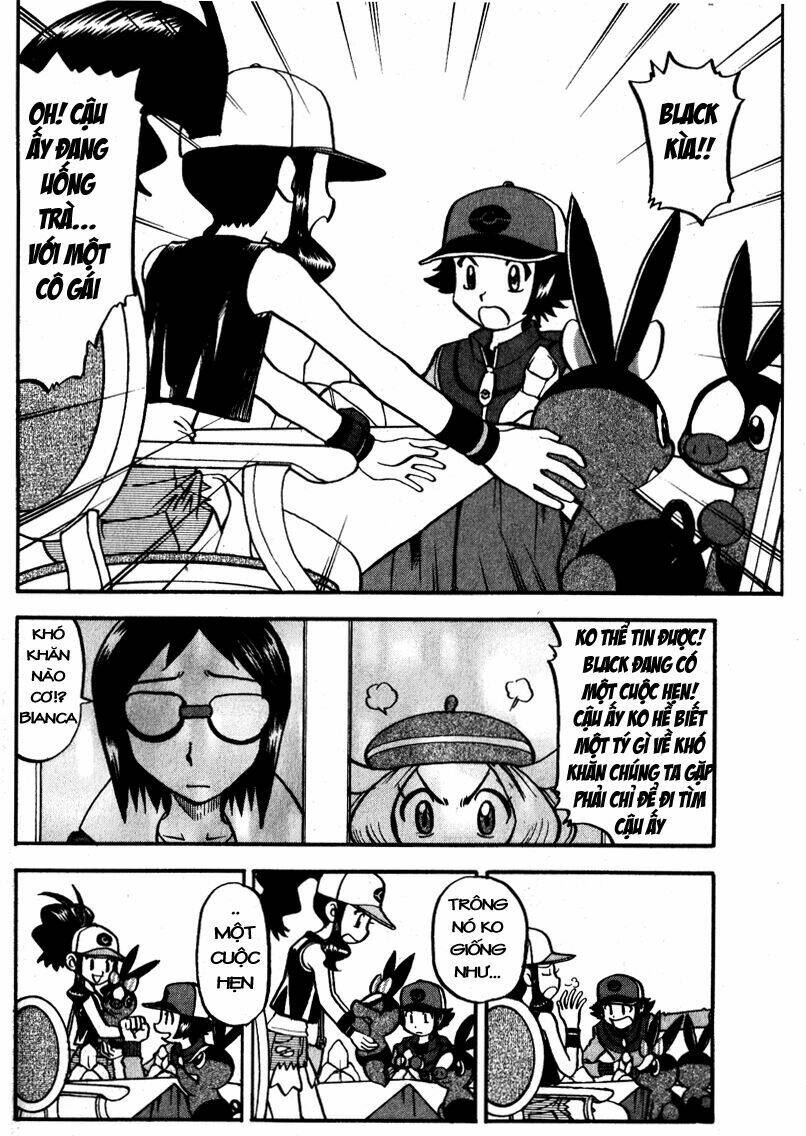 BLACK
KÌA!!
OH! CẬU
ẤY ĐANG
UỐNG
TRÀ...
VỚI MỘT
CÔ GÁI
KO THỂ TIN ĐƯỢC!
BLACK ĐANG CÓ
MỘT CUỘC HẸN!
CẬU ẤY KO HỀ BIẾT
MỘT TÝ GÌ VỀ KHÓ
KHĂN CHÚNG TA GẶP
PHẢI CHỈ ĐỂ ĐI TÌM
CẬU ẤY
KHÓ
KHĂN
NÀO
CƠ!?
BIANCA
TRÔNG
NÓ KO
GIỐNG
NHƯ...
..
MỘT
CUỘC
HẸN